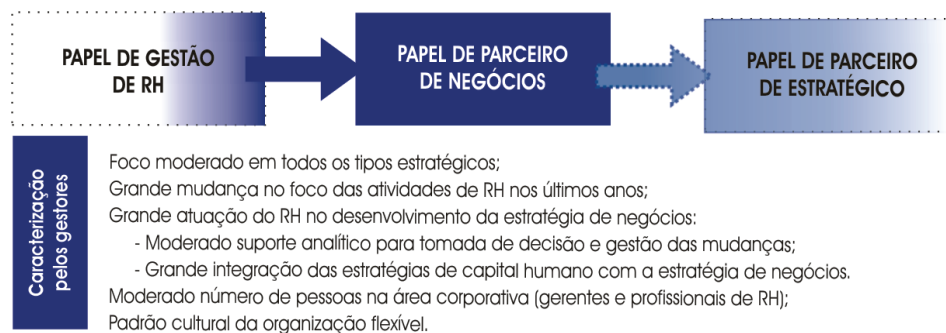 PAPEL DE GESTÃO
DE RH
PAPEL DE PARCEIRO
DE NEGÓCIOS
PAPEL DE PARCEIRO
DE ESTRATÉGICO
Caracterização
pelos gestores
Foco moderado em todos os tipos estratégicos;
Grande mudança no foco das atividades de RH nos últimos anos;
Grande atuação do RH no desenvolvimento da estratégia de negócios:
- Moderado suporte analítico para tomada de decisão e gestão das mudanças;
- Grande integração das estratégias de capital humano com a estratégia de negócios.
Moderado número de pessoas na área corporativa (gerentes e profissionais de RH);
Padrão cultural da organização flexível.